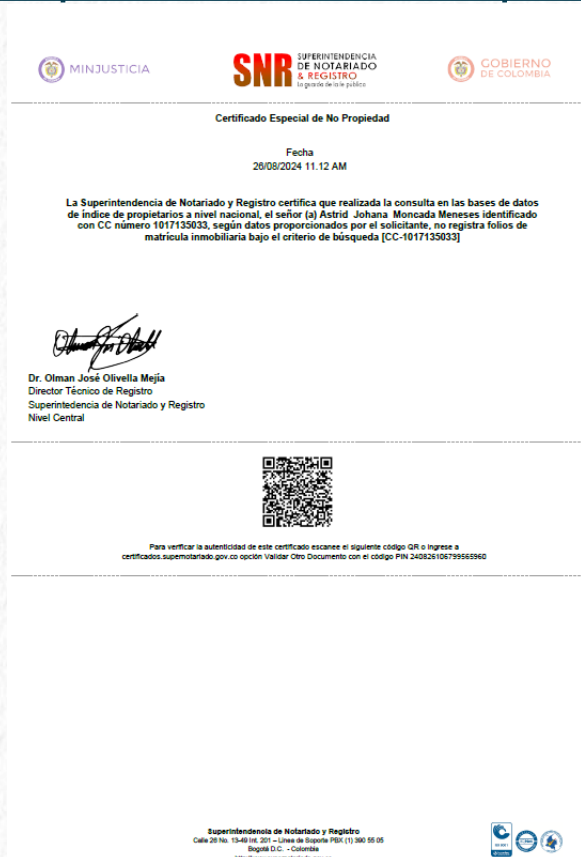 MINJUSTICIA
SNR SUPERINTENDENCIA
DE NOTARIADO
& REGISTRO
La guarda de la fe pública
GOBIERNO
DE COLOMBIA
Certificado Especial de No Propiedad
Fecha
26/08/2024 11.12 AM
La Superintendencia de Notariado y Registro certifica que realizada la consulta en las bases de datos
de índice de propietarios a nivel nacional, el señor (a) Astrid Johana Moncada Meneses identificado
con CC número 1017135033, según datos proporcionados por el solicitante, no registra folios de
matrícula inmobiliaria bajo el criterio de búsqueda [CC-1017135033]
Dr. Olman José Olivella Mejía
Director Técnico de Registro
Superintedencia de Notariado y Registro
Nivel Central
Para verificar la autenticidad de este certificado escanee el siguiente código QR o ingrese a
certificados.supernotariado.gov.co opción Validar Otro Documento con el código PIN 240826106799565960
Superintendencia de Notariado y Registro
Calle 26 No. 13-49 Int. 201 – Línea de Soporte PBX (1) 390 55 05
Bogotá D.C. - Colombia